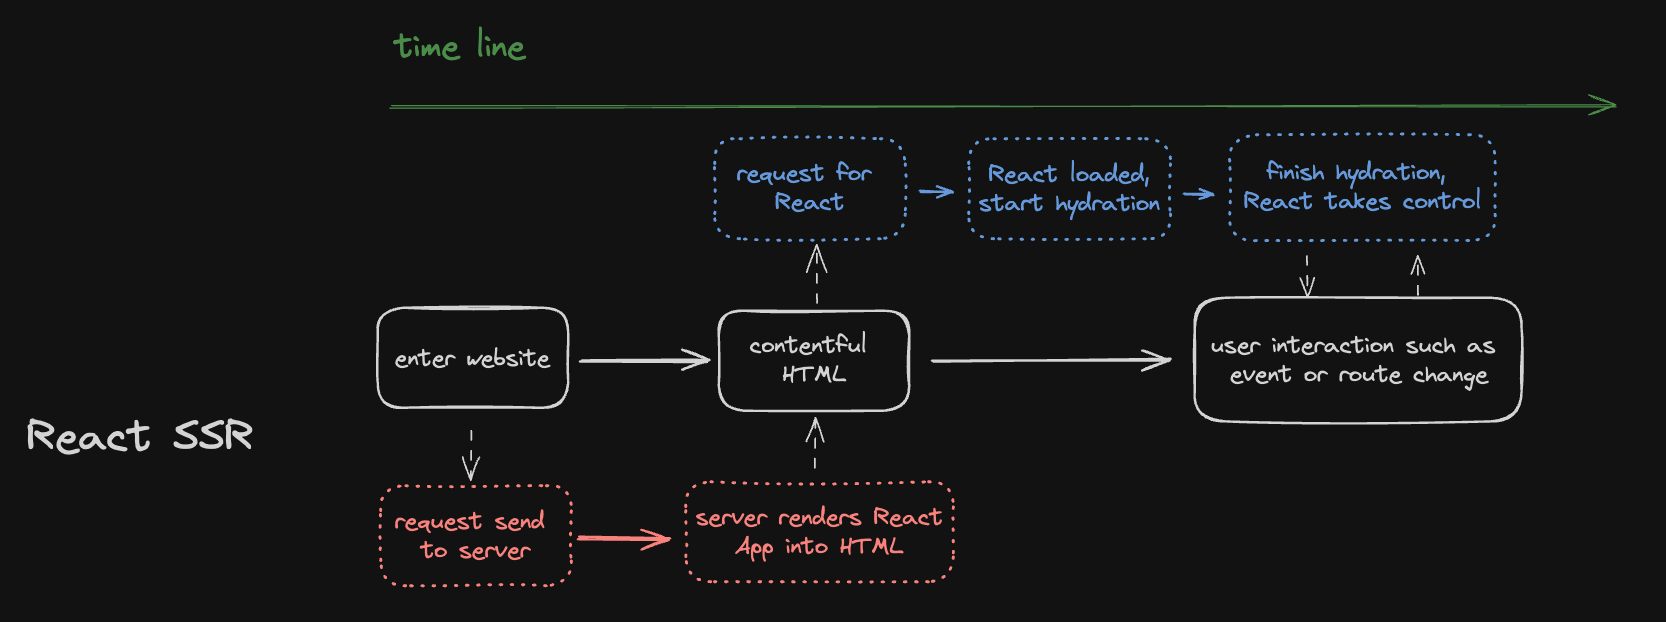 time line
request for
React
React loaded,
start hydration
finish hydration,
React takes control
enter website
contentful
HTML
user interaction such as
event or route change
React SSR
request send
to server
server renders React
App into HTML